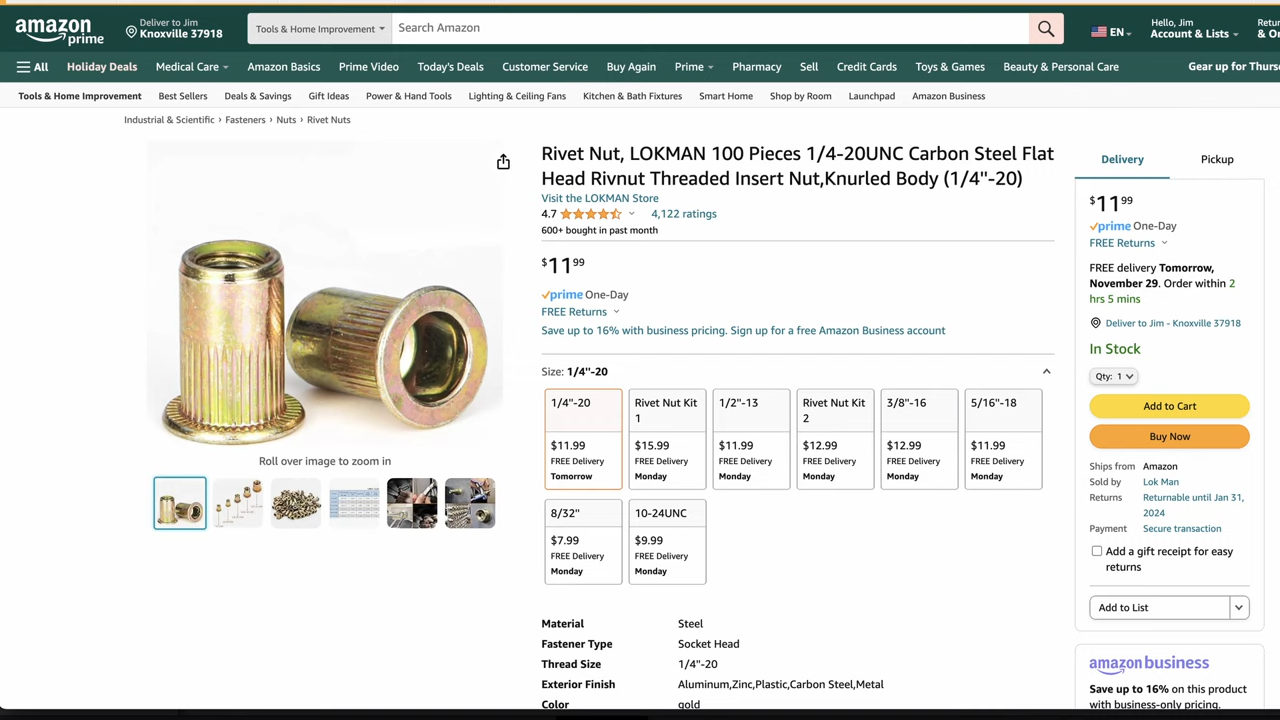 amazon
prime
Deliver to Jim
Knoxville 37918
Tools & Home Improvement
Search Amazon
EN
Hello, Jim
Account & Lists
Retur
& O
All
Holiday Deals
Medical Care
Amazon Basics
Prime Video
Today's Deals
Customer Service
Buy Again
Prime
Pharmacy
Sell
Credit Cards
Toys & Games
Beauty & Personal Care
Gear up for Thurs
Tools & Home Improvement
Best Sellers
Deals & Savings
Gift Ideas
Power & Hand Tools
Lighting & Ceiling Fans
Kitchen & Bath Fixtures
Smart Home
Shop by Room
Launchpad
Amazon Business
Industrial & Scientific › Fasteners › Nuts › Rivet Nuts
Roll over image to zoom in
Rivet Nut, LOKMAN 100 Pieces 1/4-20UNC Carbon Steel Flat
Head Rivnut Threaded Insert Nut,Knurled Body (1/4"-20)
Visit the LOKMAN Store
4.7
4,122 ratings
600+ bought in past month
$11 99
prime One-Day
FREE Returns
Save up to 16% with business pricing. Sign up for a free Amazon Business account
Size: 1/4"-20
1/4"-20
$11.99
FREE Delivery
Tomorrow
Rivet Nut Kit
1
$15.99
FREE Delivery
Monday
1/2"-13
$11.99
FREE Delivery
Monday
Rivet Nut Kit
2
$12.99
FREE Delivery
Monday
3/8"-16
$12.99
FREE Delivery
Monday
5/16"-18
$11.99
FREE Delivery
Monday
8/32"
$7.99
FREE Delivery
Monday
10-24UNC
$9.99
FREE Delivery
Monday
Material Steel
Fastener Type Socket Head
Thread Size 1/4"-20
Exterior Finish Aluminum,Zinc,Plastic,Carbon Steel,Metal
Color gold
Delivery
Pickup
$11 99
prime One-Day
FREE Returns
FREE delivery Tomorrow,
November 29. Order within 2
hrs 5 mins
Deliver to Jim - Knoxville 37918
In Stock
Qty: 1
Add to Cart
Buy Now
Ships from Amazon
Sold by Lok Man
Returns Returnable until Jan 31,
2024
Payment Secure transaction
Add a gift receipt for easy
returns
Add to List
amazon business
Save up to 16% on this product
with business-only pricing.